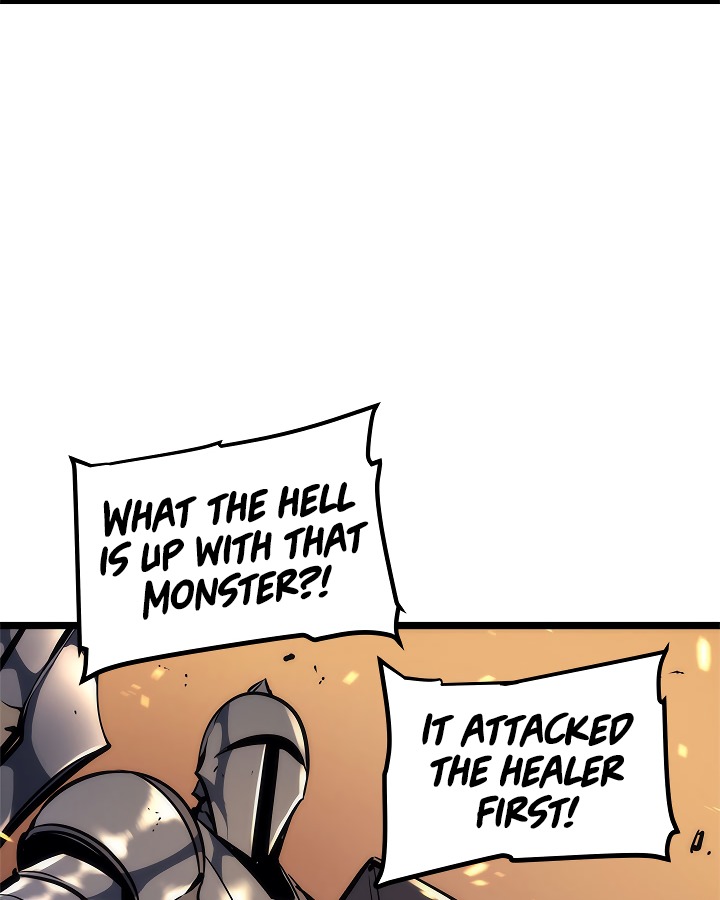 WHAT THE HELL
IS UP WITH THAT
MONSTER?!
IT ATTACKED
THE HEALER
FIRST!